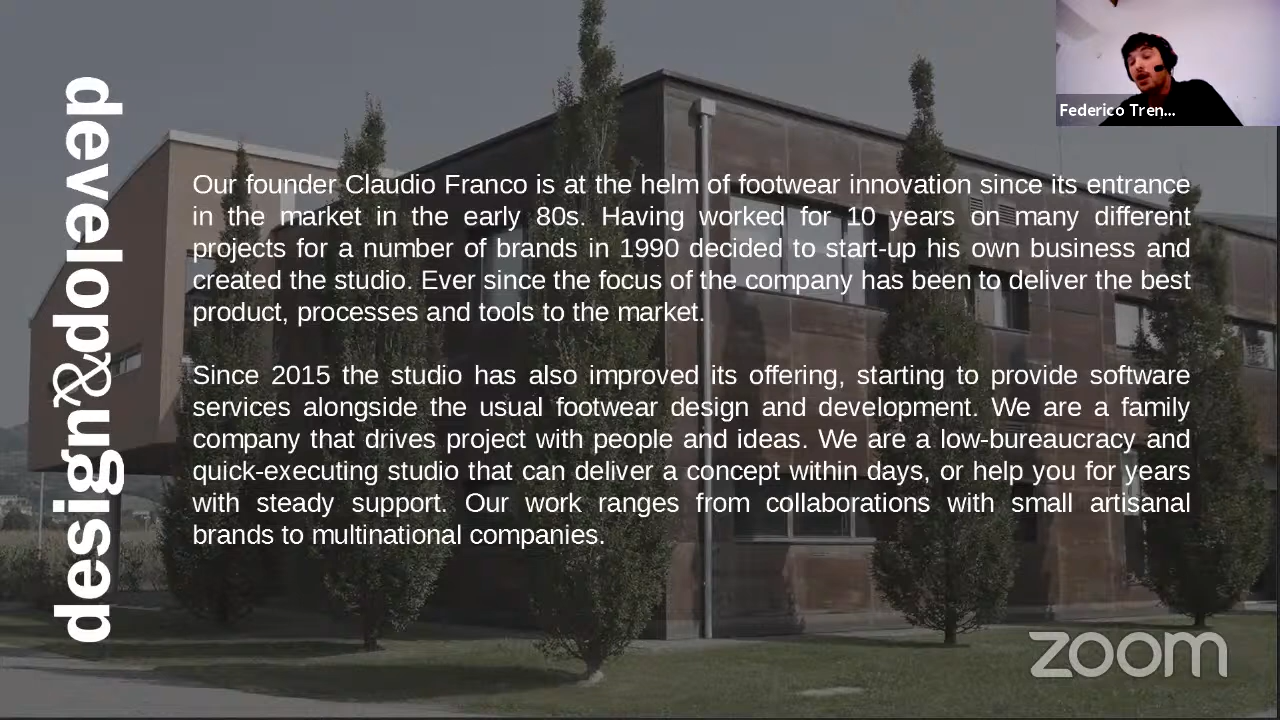 Federico Tren...
design&develop
Our founder Claudio Franco is at the helm of footwear innovation since its entrance
in the market in the early 80s. Having worked for 10 years on many different
projects for a number of brands in 1990 decided to start-up his own business and
created the studio. Ever since the focus of the company has been to deliver the best
product, processes and tools to the market.
Since 2015 the studio has also improved its offering, starting to provide software
services alongside the usual footwear design and development. We are a family
company that drives project with people and ideas. We are a low-bureaucracy and
quick-executing studio that can deliver a concept within days, or help you for years
with steady support. Our work ranges from collaborations with small artisanal
brands to multinational companies.
zoom